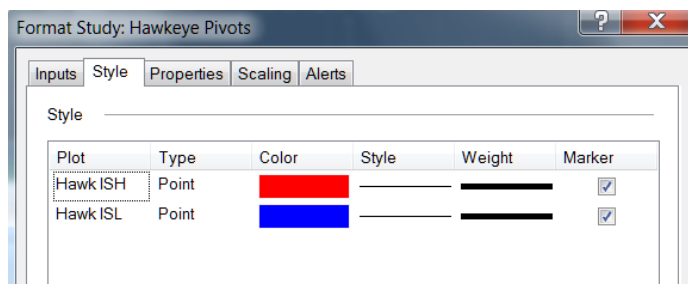 Format Study: Hawkeye Pivots
Inputs Style Properties Scaling Alerts
Style
Plot Type Color Style Weight Marker
Hawk ISH Point
Hawk ISL Point